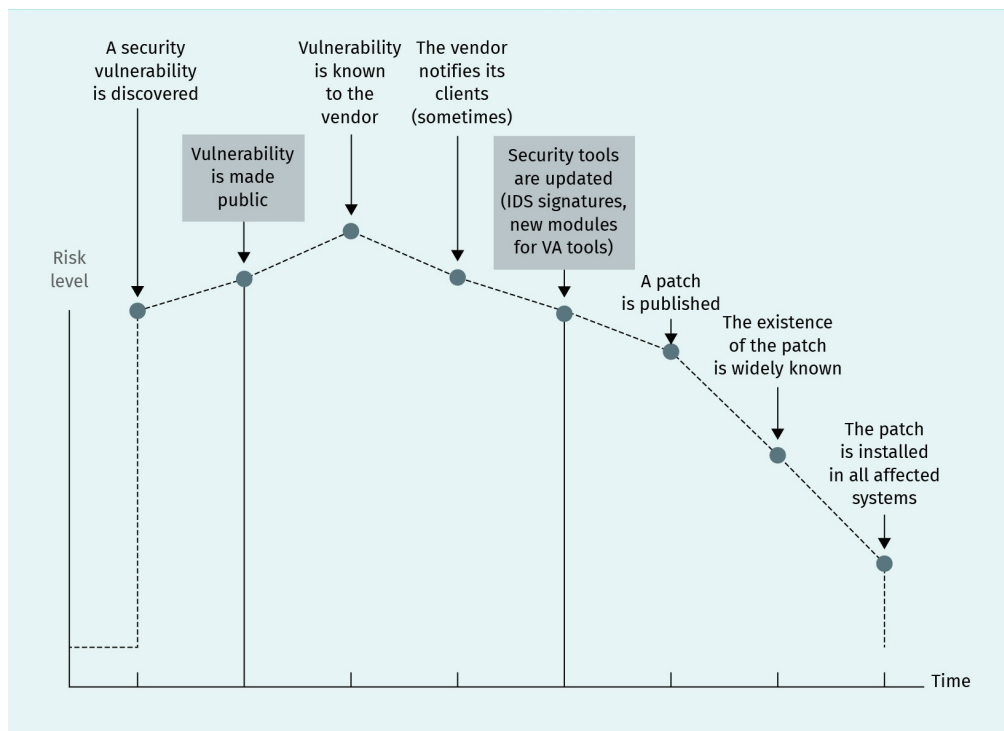 A security
vulnerability
is discovered
Vulnerability
is made
public
Vulnerability
is known
to the
vendor
The vendor
notifies its
clients
(sometimes)
Security tools
are updated
(IDS signatures,
new modules
for VA tools)
A patch
is published
The existence
of the patch
is widely known
The patch
is installed
in all affected
systems
Risk
level
Time